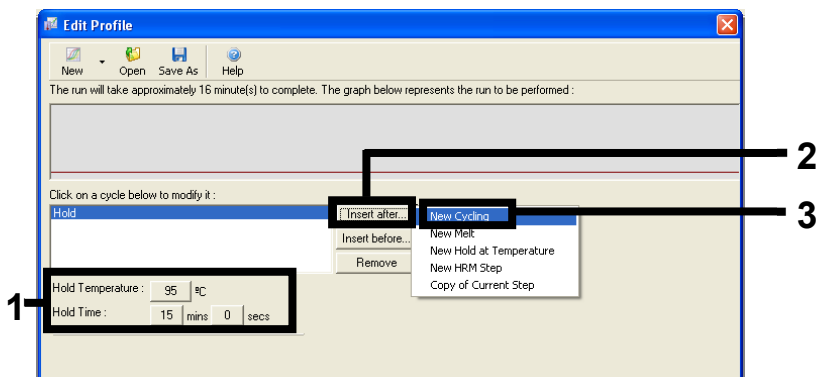 Edit Profile
New Open Save As Help
The run will take approximately 16 minute(s) to complete. The graph below represents the run to be performed :
2
Click on a cycle below to modify it :
Hold
Insert after...
New Cycling
3
Insert before...
New Melt
Remove
New Hold at Temperature
New HRM Step
Copy of Current Step
1
Hold Temperature : 95 ºC
Hold Time : 15 mins 0 secs